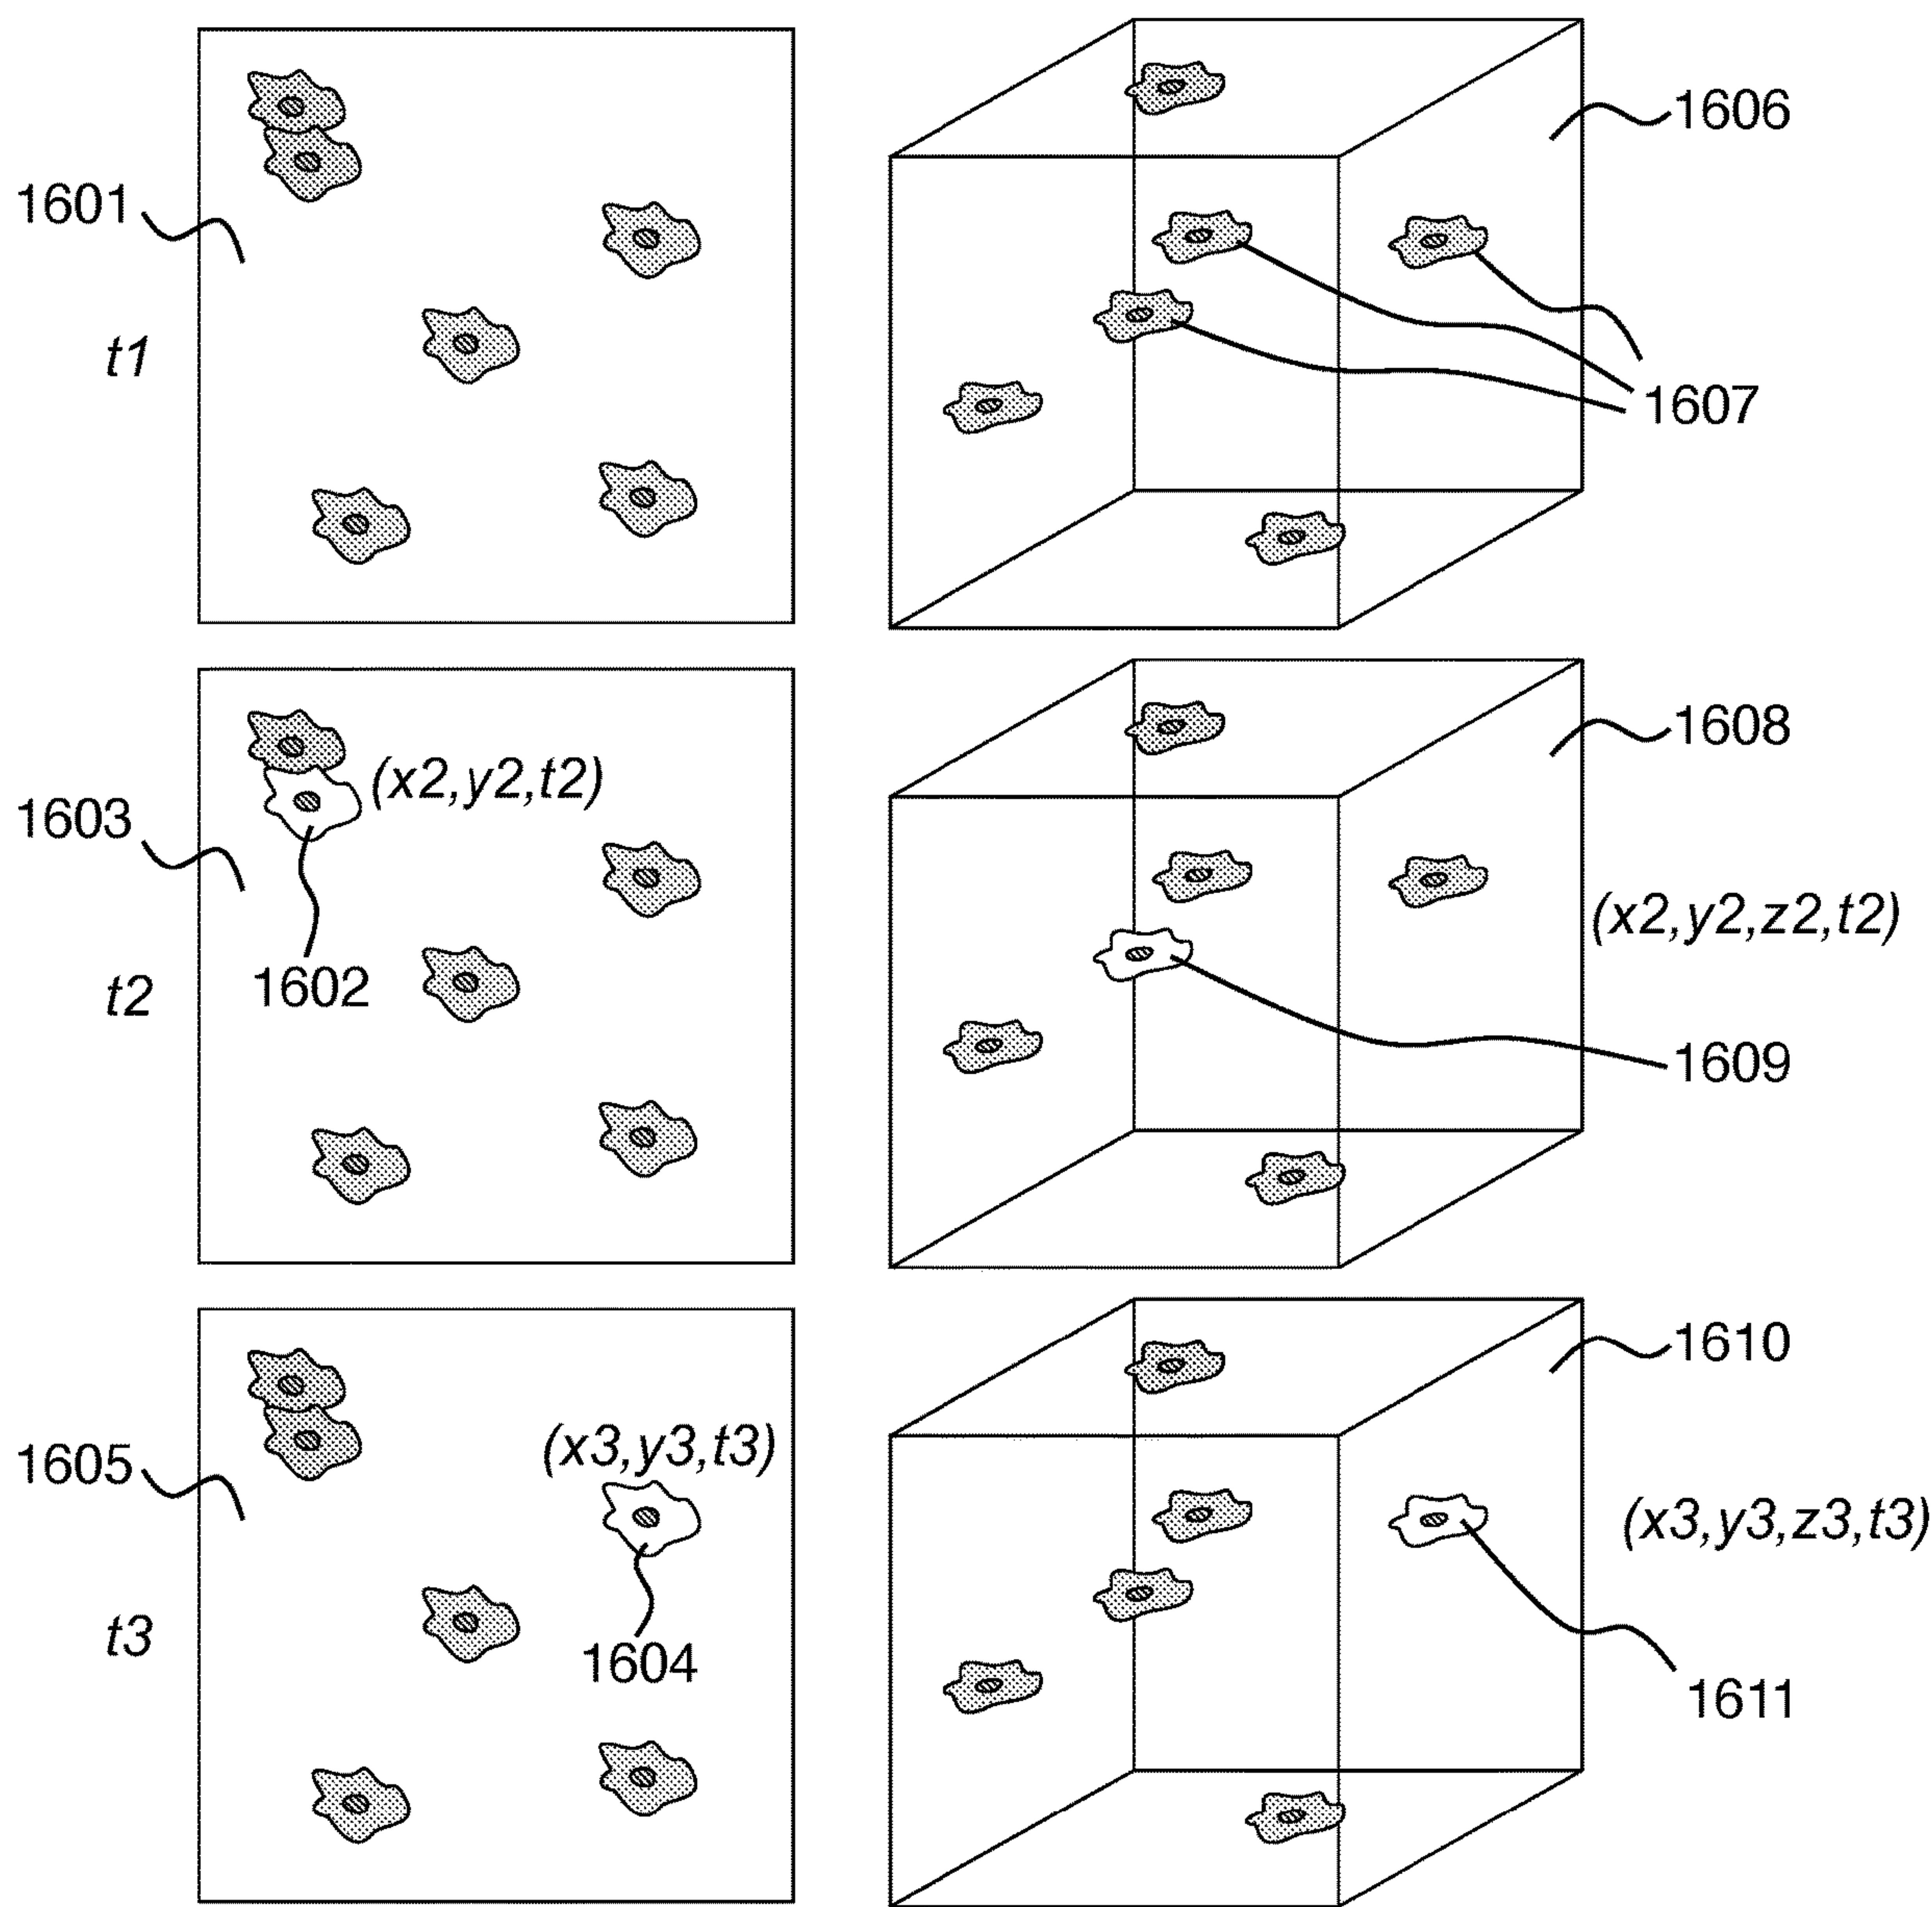 1601
t1
1606
1607
1603
(x2,y2,t2)
1602
t2
1608
(x2,y2,z2,t2)
1609
1605
(x3,y3,t3)
1604
t3
1610
(x3,y3,z3,t3)
1611